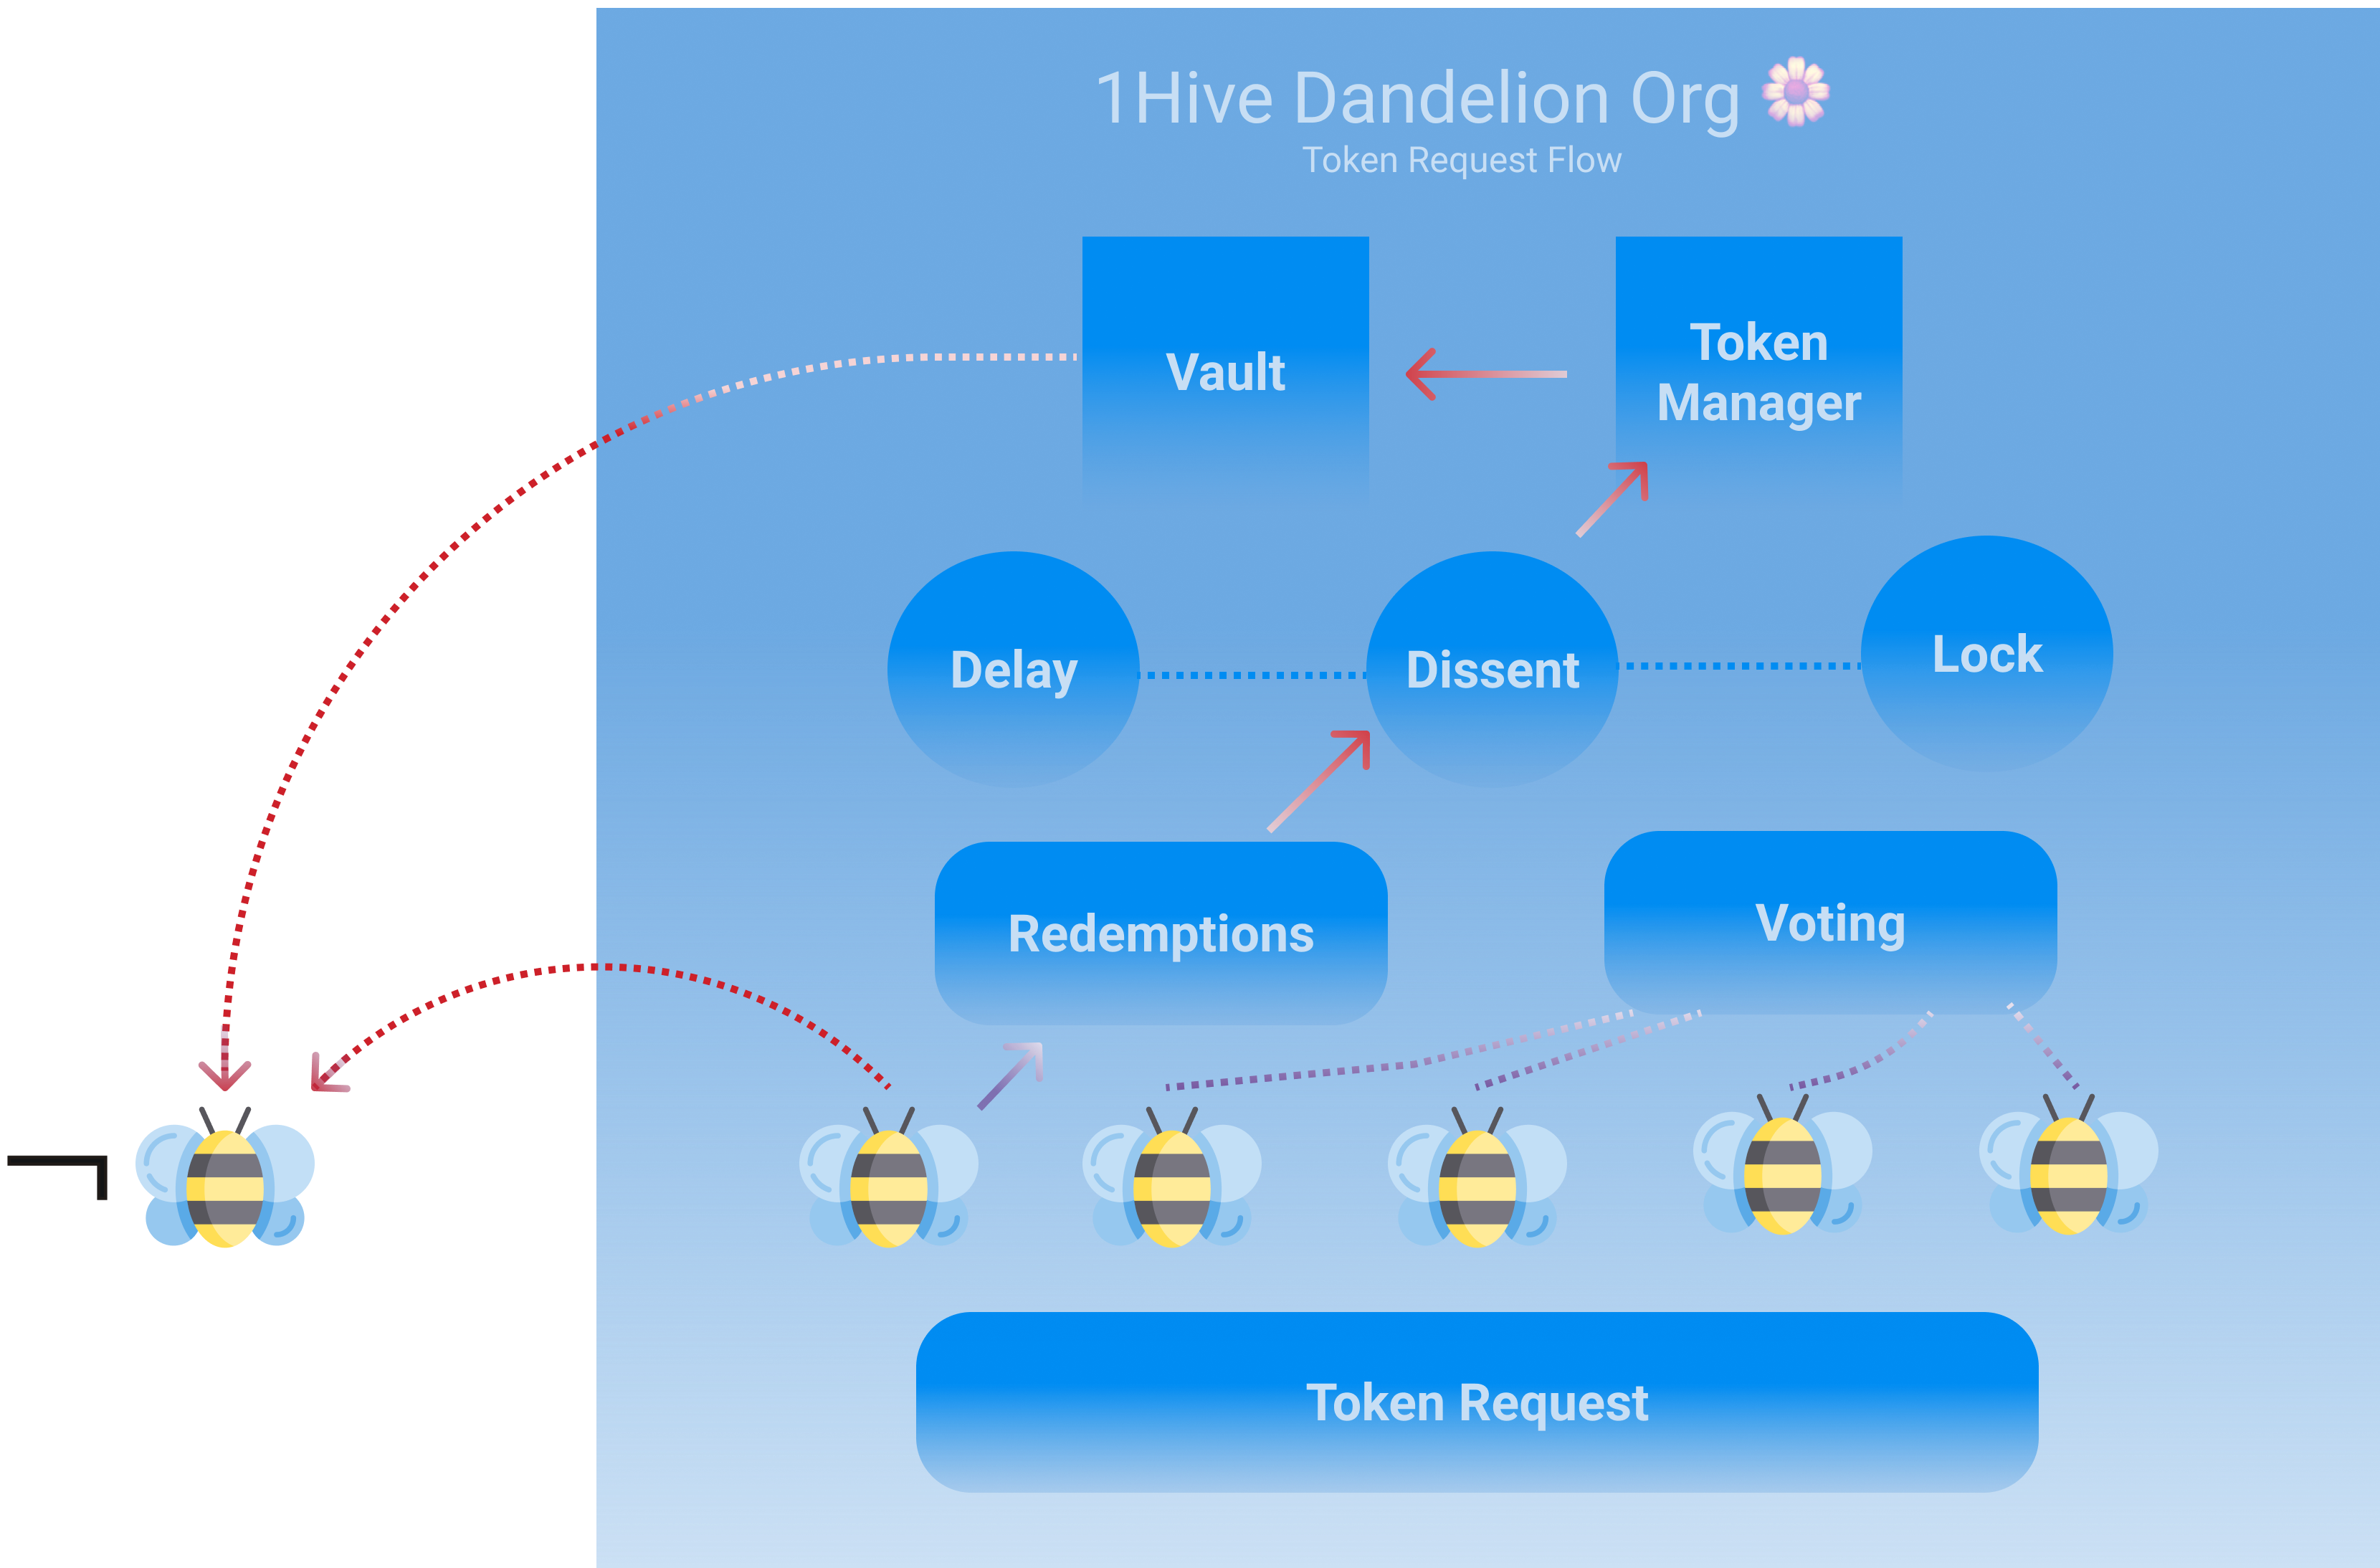 1Hive Dandelion Org 🌸
Token Request Flow
Vault
Token
Manager
Delay
Dissent
Lock
Redemptions
Voting
Token Request